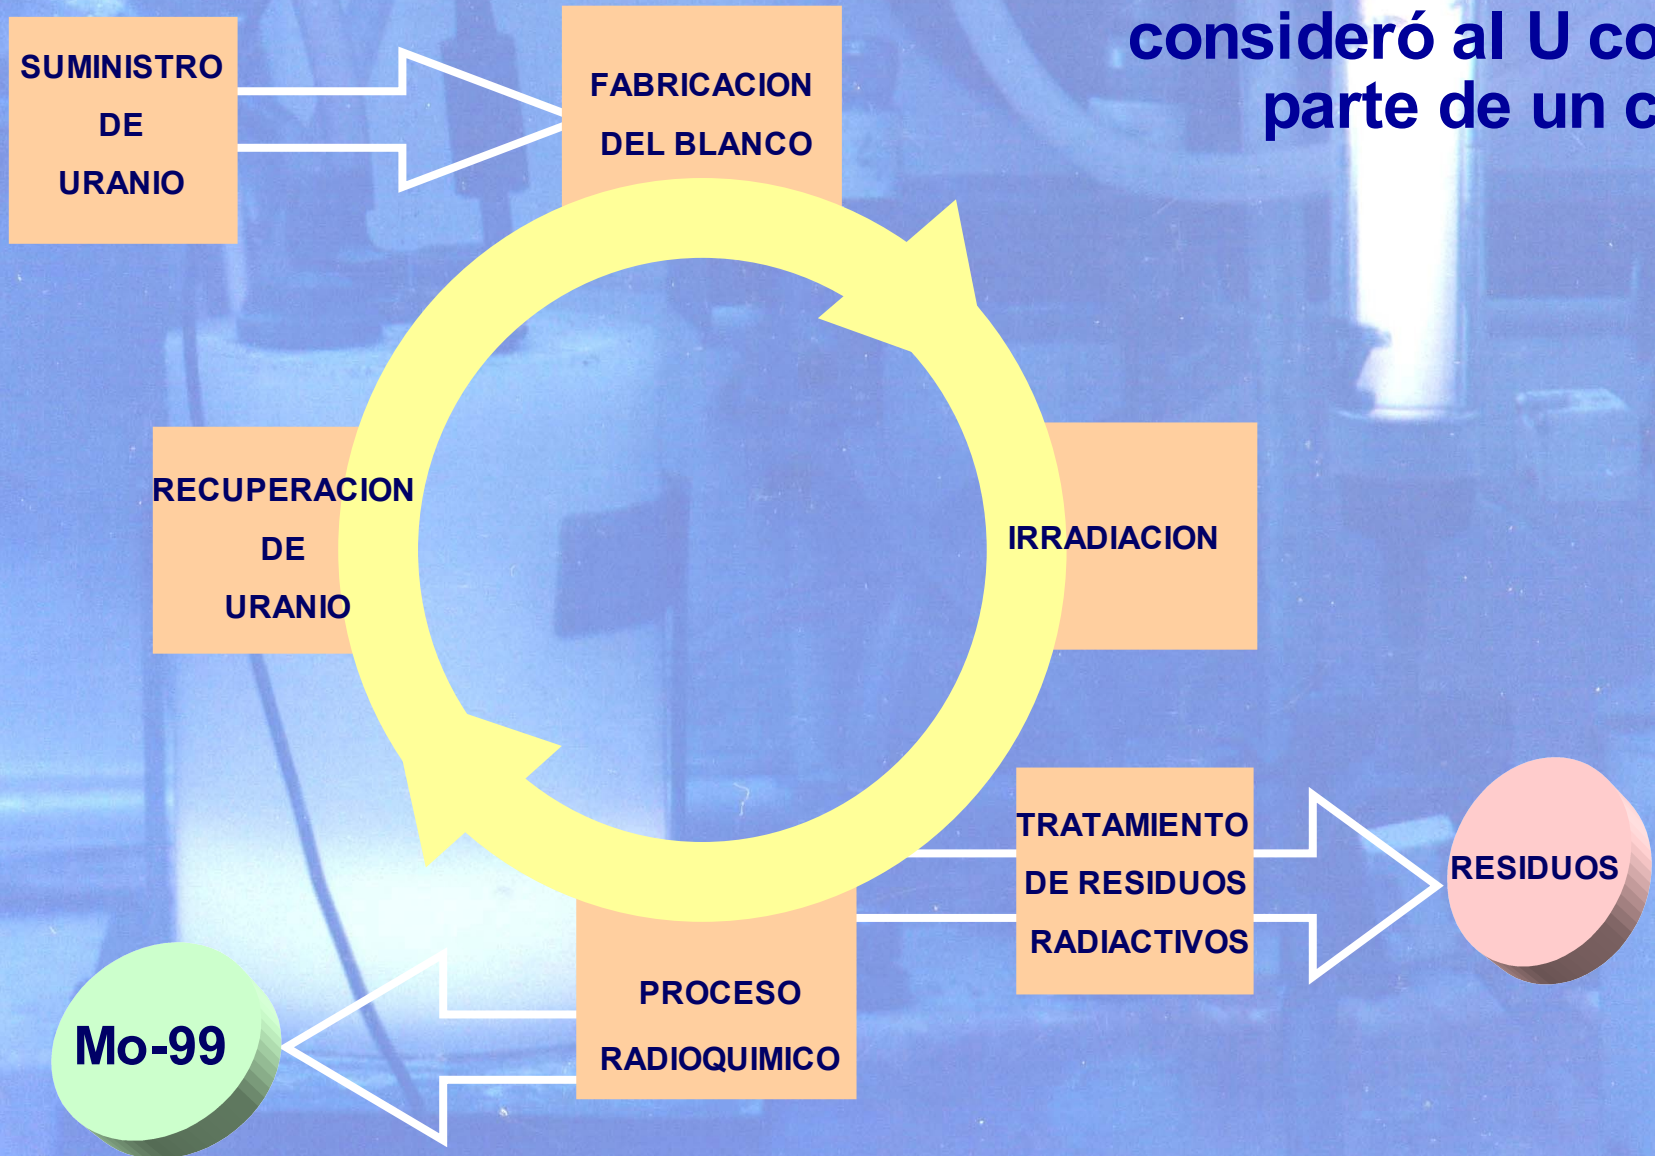 consideró al U
parte de un
SUMINISTRO
DE
URANIO
FABRICACION
DEL BLANCO
RECUPERACION
DE
URANIO
IRRADIACION
TRATAMIENTO
DE RESIDUOS
RADIACTIVOS
RESIDUOS
PROCESO
RADIOQUIMICO
Mo-99